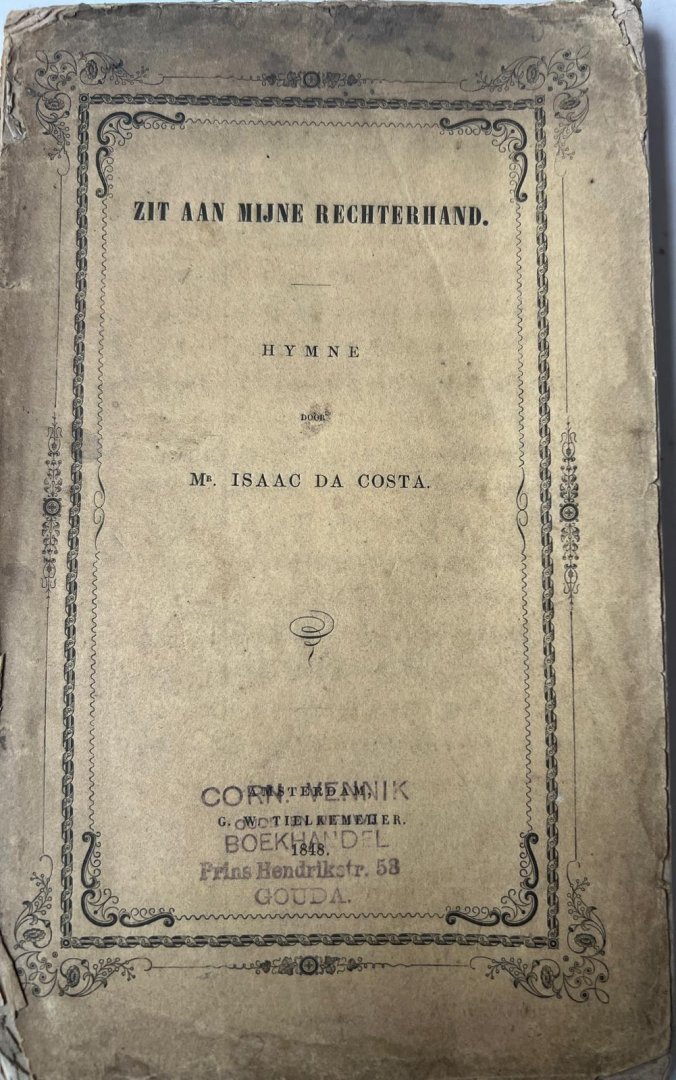 ZIT AAN MIJNE RECHTERHAND.
HYMNE
DOOR
Mr. ISAAC DA COSTA.
AMSTERDAM,
G. W. TIELKEMEIJER.
1848.
CORN. VENNIK
BOEKHANDEL
Prins Hendrikstr. 53
GOUDA.